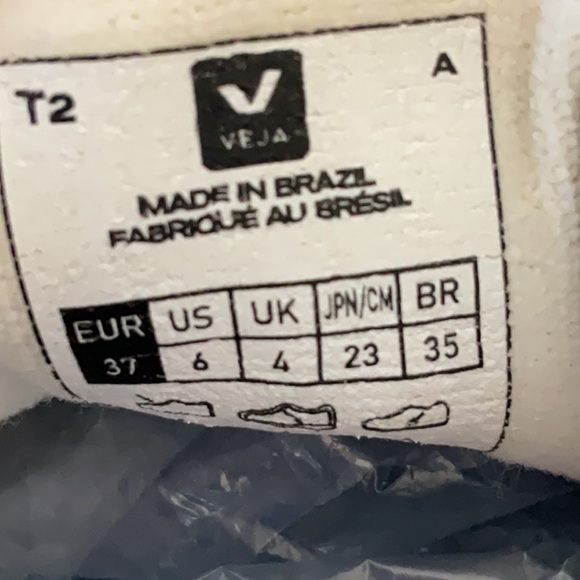 T2
A
V
VEJA
MADE IN BRAZIL
FABRIQUÉ AU BRÉSIL
EUR US UK JPN/CM BR
37 6 4 23 35